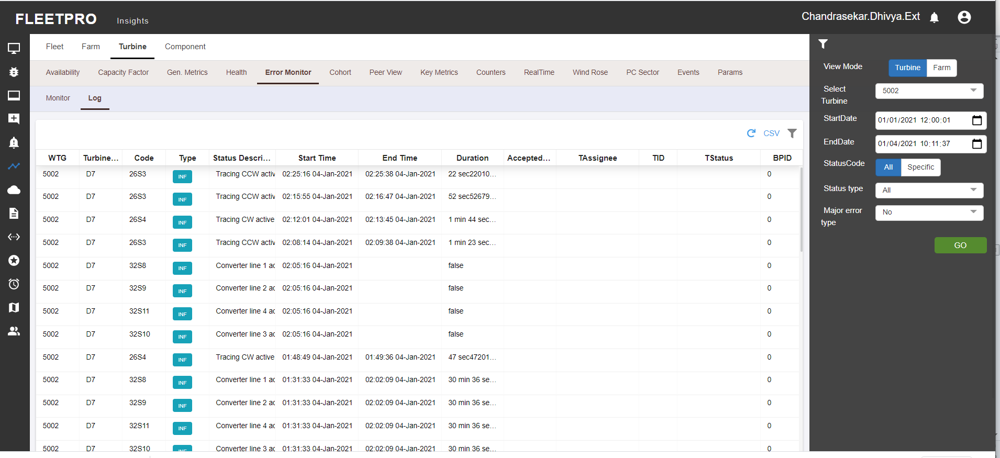 FLEETPRO Insights Chandrasekar.Dhivya.Ext
Fleet Farm Turbine Component
Availability Capacity Factor Gen. Metrics Health Error Monitor Cohort Peer View Key Metrics Counters RealTime Wind Rose PC Sector Events Params
Monitor Log
CSV
WTG Turbine... Code Type Status Descri... Start Time End Time Duration Accepted... TAssignee TID TStatus BPID
5002 D7 26S3 INF Tracing CCW activ 02:25:16 04-Jan-2021 02:25:38 04-Jan-2021 22 sec22010... 0
5002 D7 26S3 INF Tracing CCW activ 02:15:55 04-Jan-2021 02:16:47 04-Jan-2021 52 sec52679... 0
5002 D7 26S4 INF Tracing CW active 02:12:01 04-Jan-2021 02:13:45 04-Jan-2021 1 min 44 sec... 0
5002 D7 26S3 INF Tracing CCW activ 02:08:14 04-Jan-2021 02:09:38 04-Jan-2021 1 min 23 sec... 0
5002 D7 32S8 INF Converter line 1 ac 02:05:16 04-Jan-2021 false 0
5002 D7 32S9 INF Converter line 2 ac 02:05:16 04-Jan-2021 false 0
5002 D7 32S11 INF Converter line 4 ac 02:05:16 04-Jan-2021 false 0
5002 D7 32S10 INF Converter line 3 ac 02:05:16 04-Jan-2021 false 0
5002 D7 26S4 INF Tracing CW active 01:48:49 04-Jan-2021 01:49:36 04-Jan-2021 47 sec47201... 0
5002 D7 32S8 INF Converter line 1 ac 01:31:33 04-Jan-2021 02:02:09 04-Jan-2021 30 min 36 se... 0
5002 D7 32S9 INF Converter line 2 ac 01:31:33 04-Jan-2021 02:02:09 04-Jan-2021 30 min 36 se... 0
5002 D7 32S11 INF Converter line 4 ac 01:31:33 04-Jan-2021 02:02:09 04-Jan-2021 30 min 36 se... 0
5002 D7 32S10 INF Converter line 3 ac 01:31:33 04-Jan-2021 02:02:09 04-Jan-2021 30 min 36 se... 0
View Mode Turbine Farm
Select
Turbine
5002
StartDate 01/01/2021 12:00:01
EndDate 01/04/2021 10:11:37
StatusCode All Specific
Status type All
Major error
type
No
GO